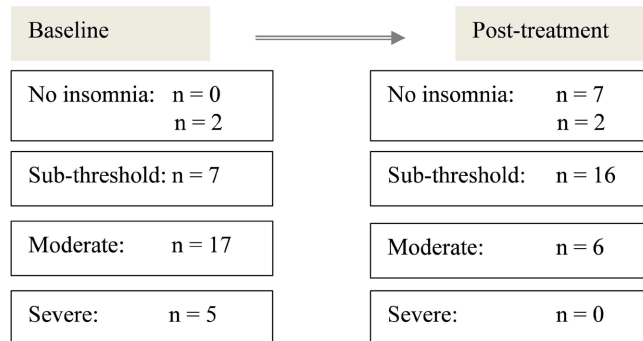 Baseline
Post-treatment
No insomnia: n = 0
n = 2
Sub-threshold: n = 7
Moderate: n = 17
Severe: n = 5
No insomnia: n = 7
n = 2
Sub-threshold: n = 16
Moderate: n = 6
Severe: n = 0